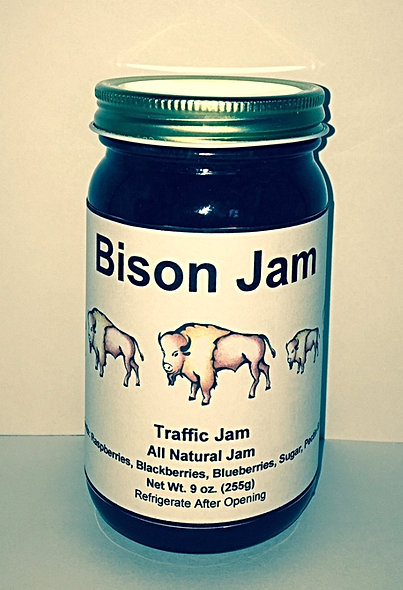 Bison Jam
Traffic Jam
All Natural Jam
Raspberries, Blackberries, Blueberries, Sugar,
Net Wt. 9 oz. (255g)
Refrigerate After Opening